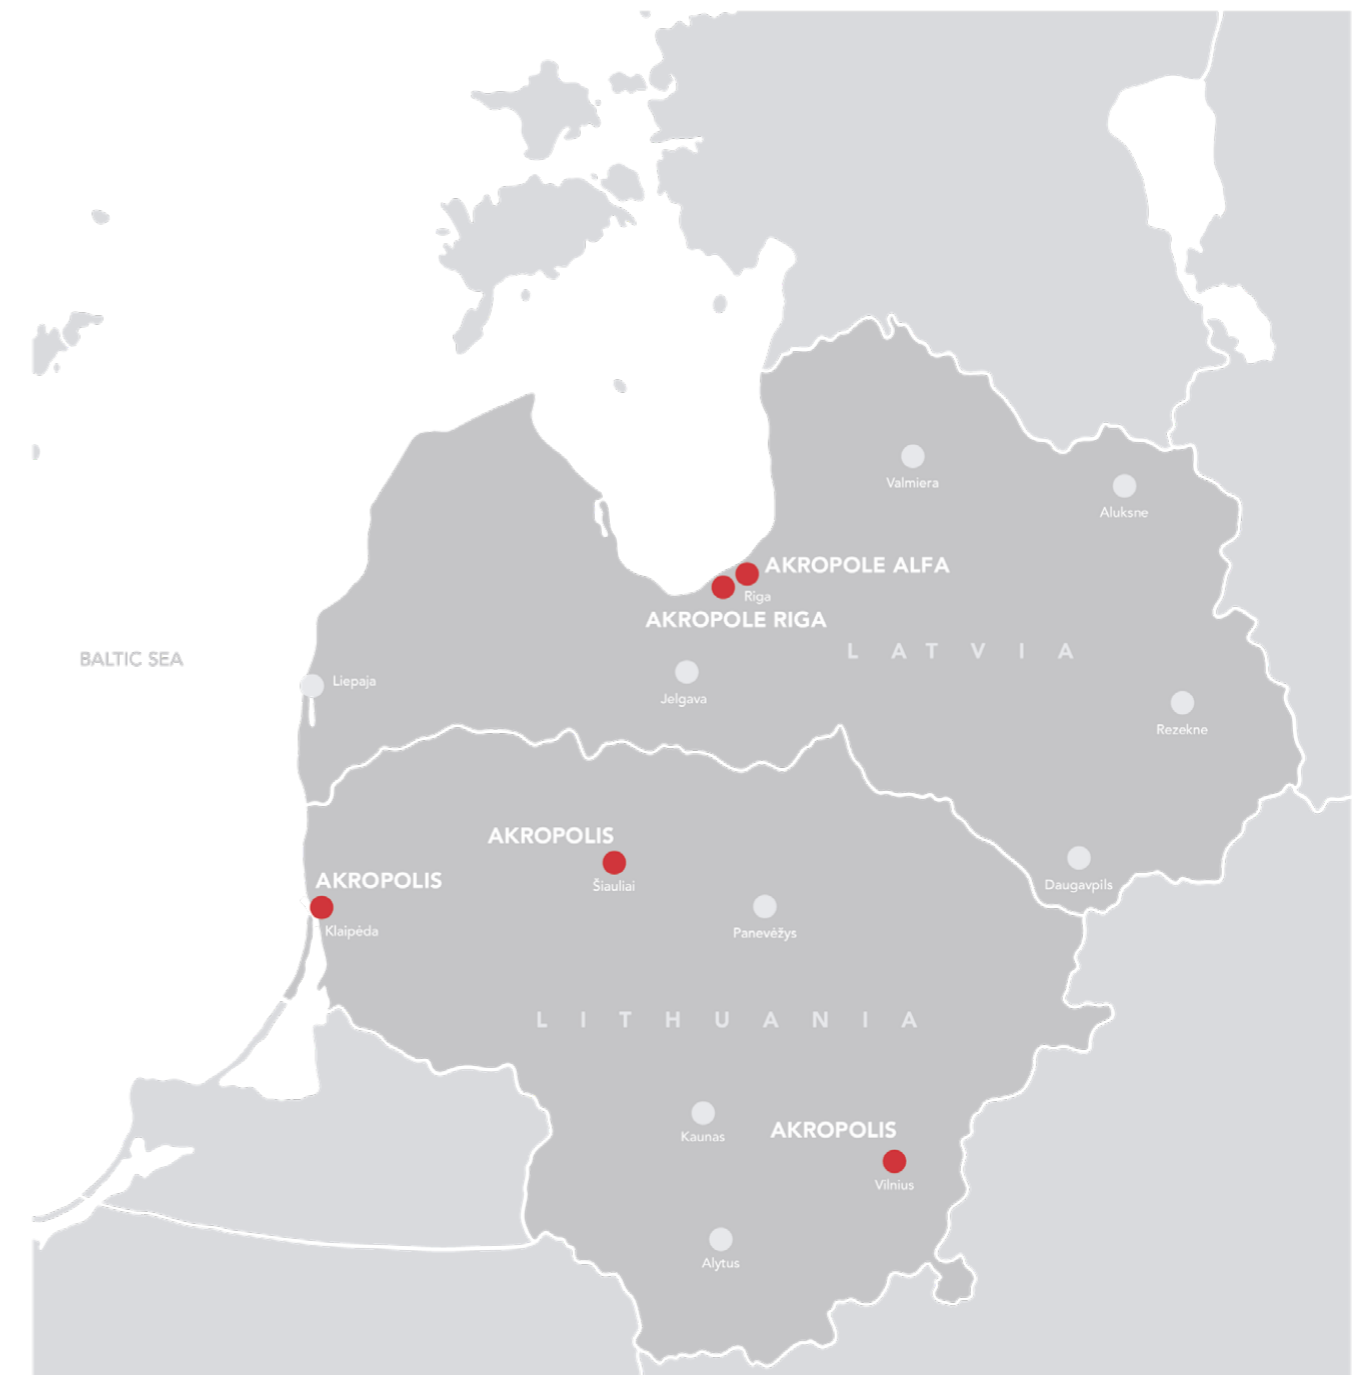 Valmiera
Aluksne
AKROPOLE ALFA
Riga
AKROPOLE RIGA
L A T V I A
BALTIC SEA
Liepaja
Jelgava
Rezekne
AKROPOLIS
Šiauliai
Daugavpils
AKROPOLIS
Klaipėda
Panevėžys
L I T H U A N I A
Kaunas
AKROPOLIS
Vilnius
Alytus